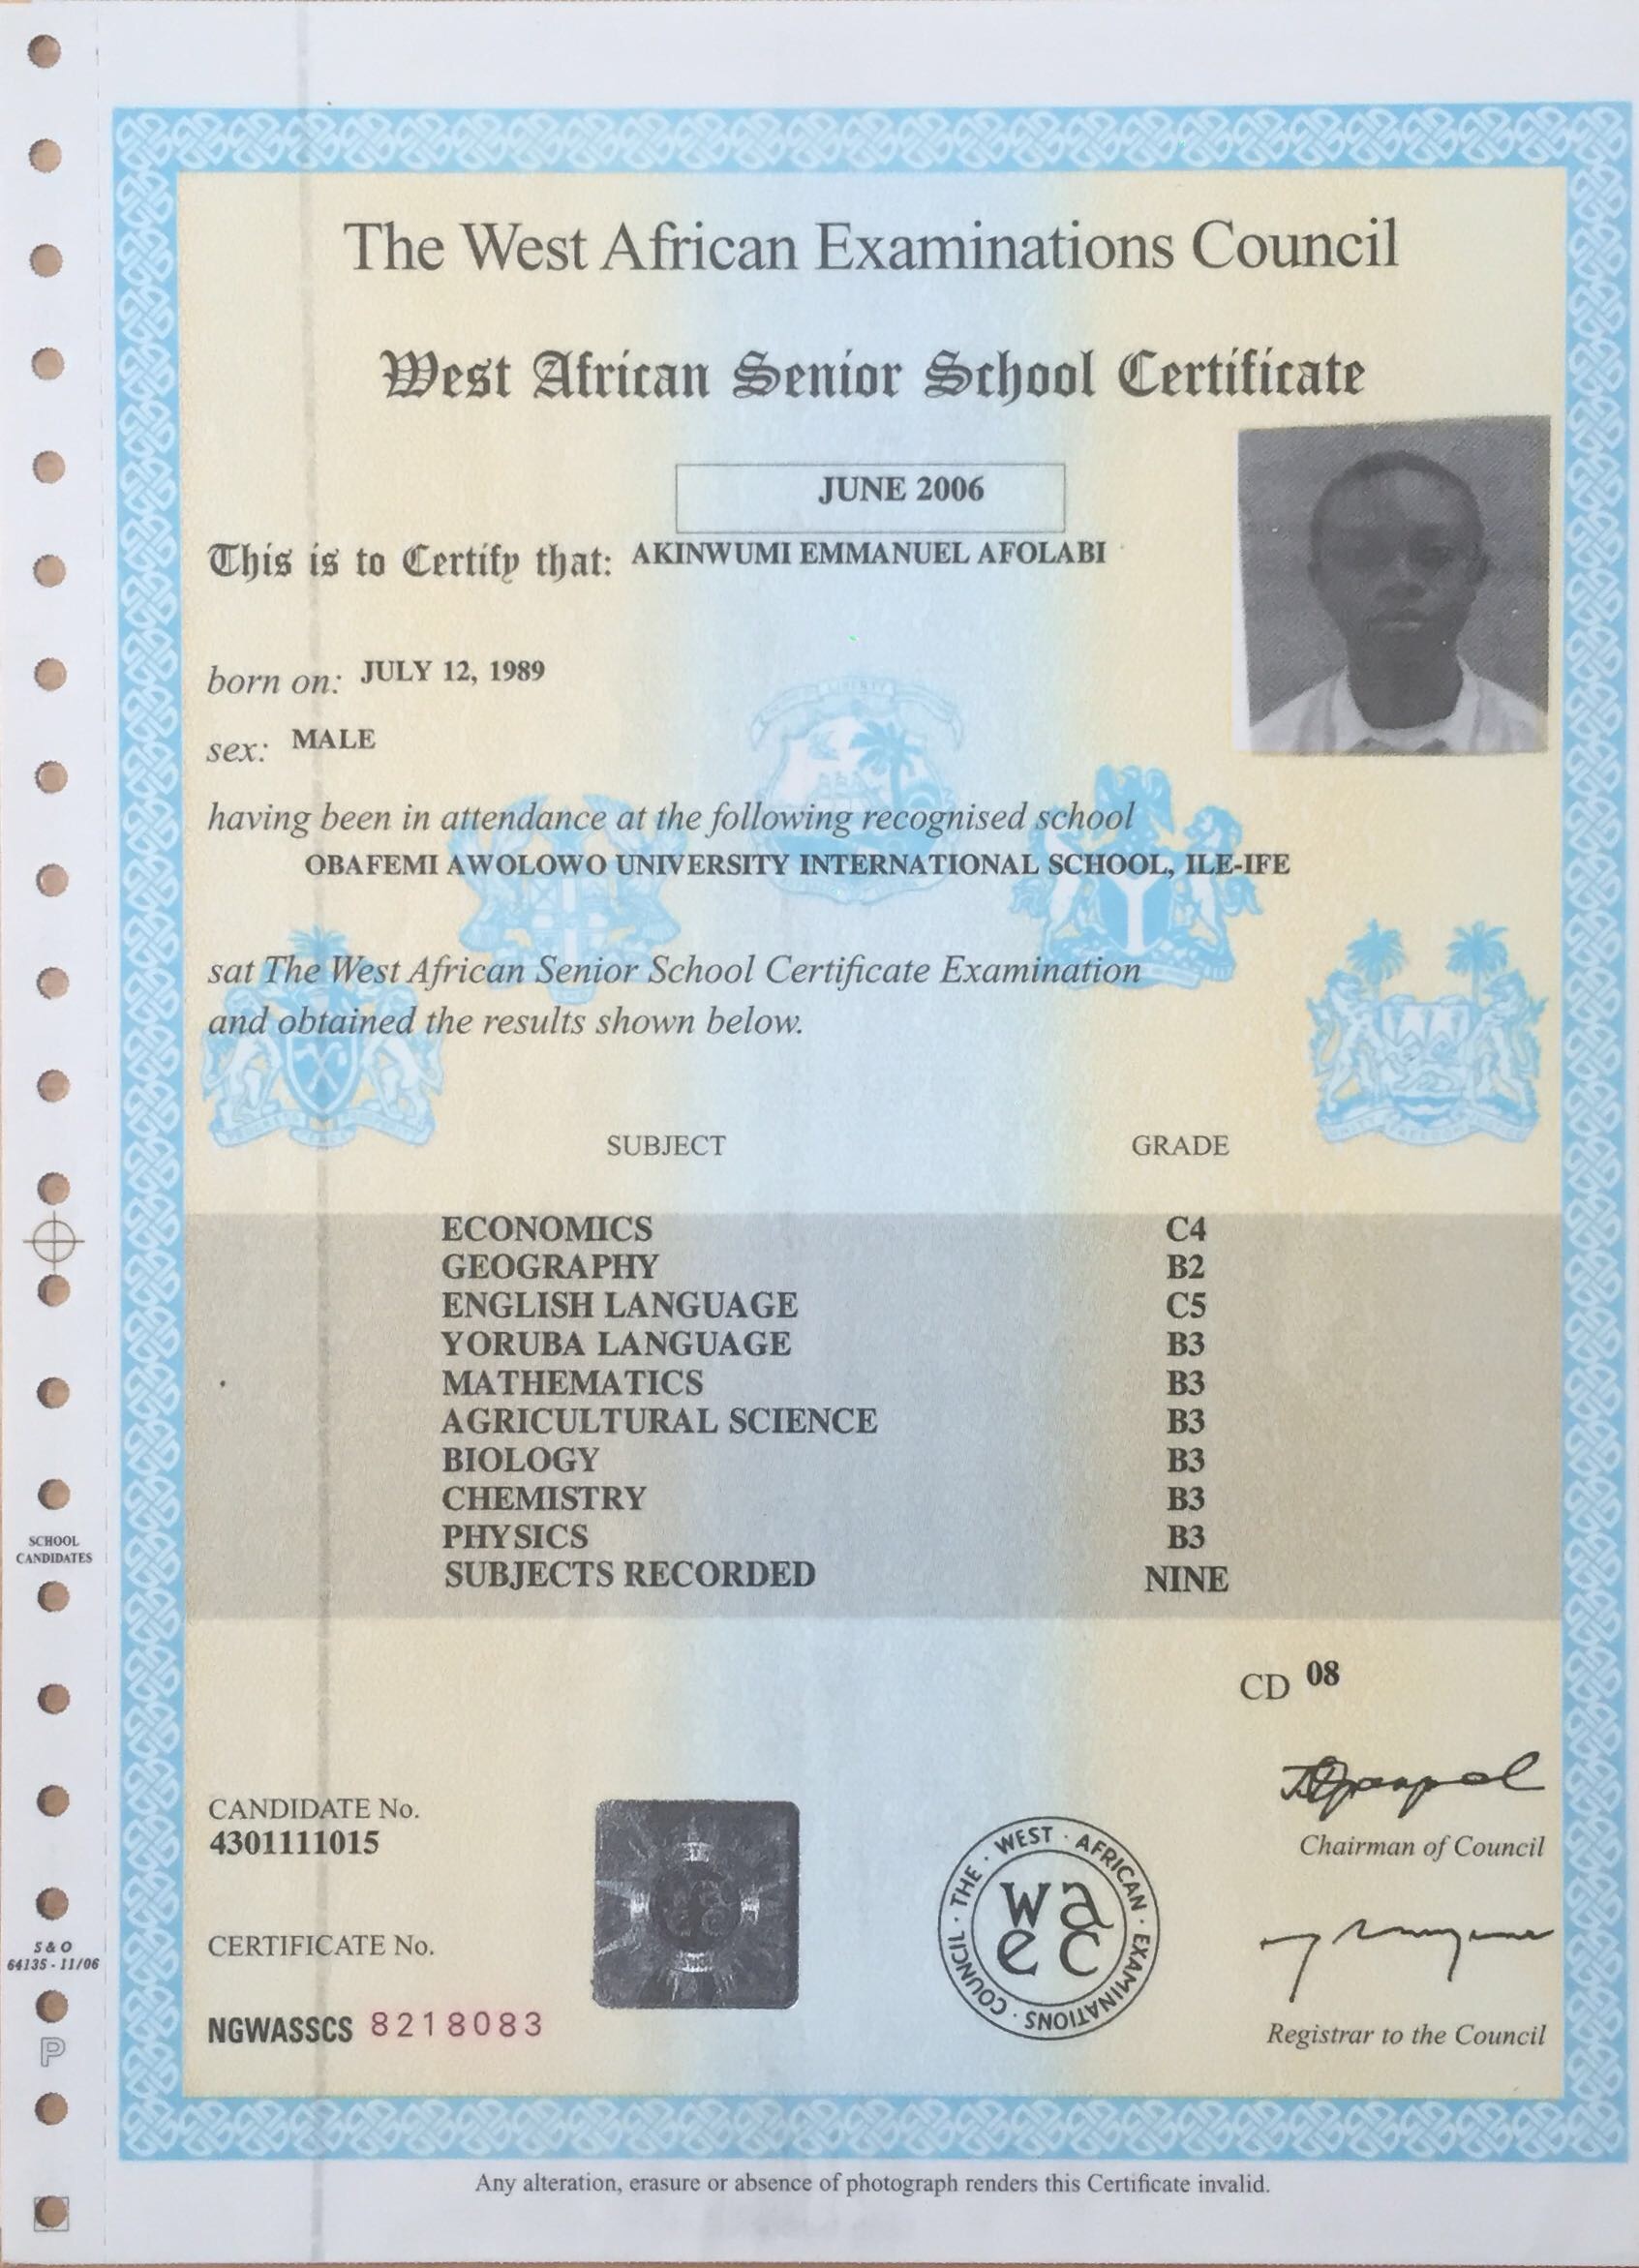 The West African Examinations Council
West African Senior School Certificate
JUNE 2006
This is to Certify that: AKINWUMI EMMANUEL AFOLABI
born on: JULY 12, 1989
sex: MALE
having been in attendance at the following recognised school
OBAFEMI AWOLOWO UNIVERSITY INTERNATIONAL SCHOOL, ILE-IFE
sat The West African Senior School Certificate Examination
and obtained the results shown below.
SUBJECT GRADE
ECONOMICS C4
GEOGRAPHY B2
ENGLISH LANGUAGE C5
YORUBA LANGUAGE B3
MATHEMATICS B3
AGRICULTURAL SCIENCE B3
BIOLOGY B3
CHEMISTRY B3
PHYSICS B3
SUBJECTS RECORDED NINE
SCHOOL
CANDIDATES
CD 08
CANDIDATE No.
4301111015
Chairman of Council
CERTIFICATE No.
NGWASSCS 8218083
THE · WEST · AFRICAN · EXAMINATIONS · COUNCIL ·
wa
ec
Registrar to the Council
S & O
64135 - 11/06
P
Any alteration, erasure or absence of photograph renders this Certificate invalid.